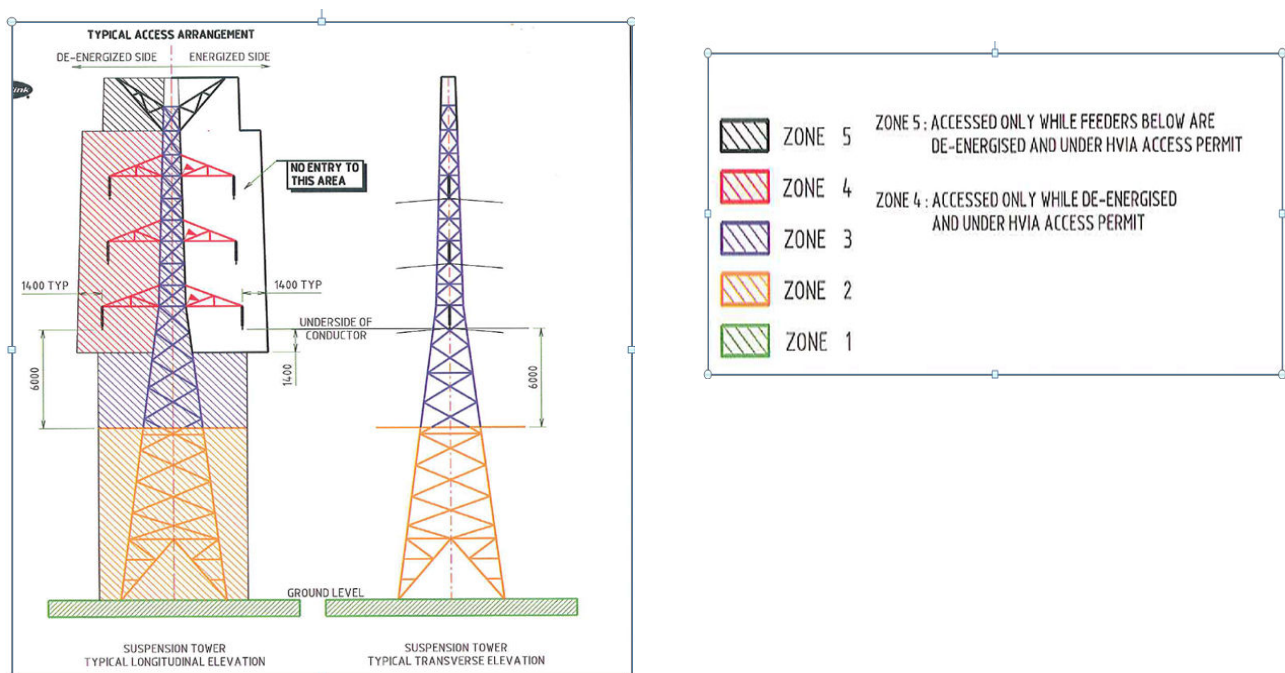 TYPICAL ACCESS ARRANGEMENT
DE-ENERGIZED SIDE ENERGIZED SIDE
ink
NO ENTRY TO
THIS AREA
1400 TYP
1400 TYP
UNDERSIDE OF
CONDUCTOR
6000
1400
6000
GROUND LEVEL
SUSPENSION TOWER
TYPICAL LONGITUDINAL ELEVATION
SUSPENSION TOWER
TYPICAL TRANSVERSE ELEVATION
ZONE 5
ZONE 4
ZONE 3
ZONE 2
ZONE 1
ZONE 5 : ACCESSED ONLY WHILE FEEDERS BELOW ARE
DE-ENERGISED AND UNDER HVIA ACCESS PERMIT
ZONE 4 : ACCESSED ONLY WHILE DE-ENERGISED
AND UNDER HVIA ACCESS PERMIT